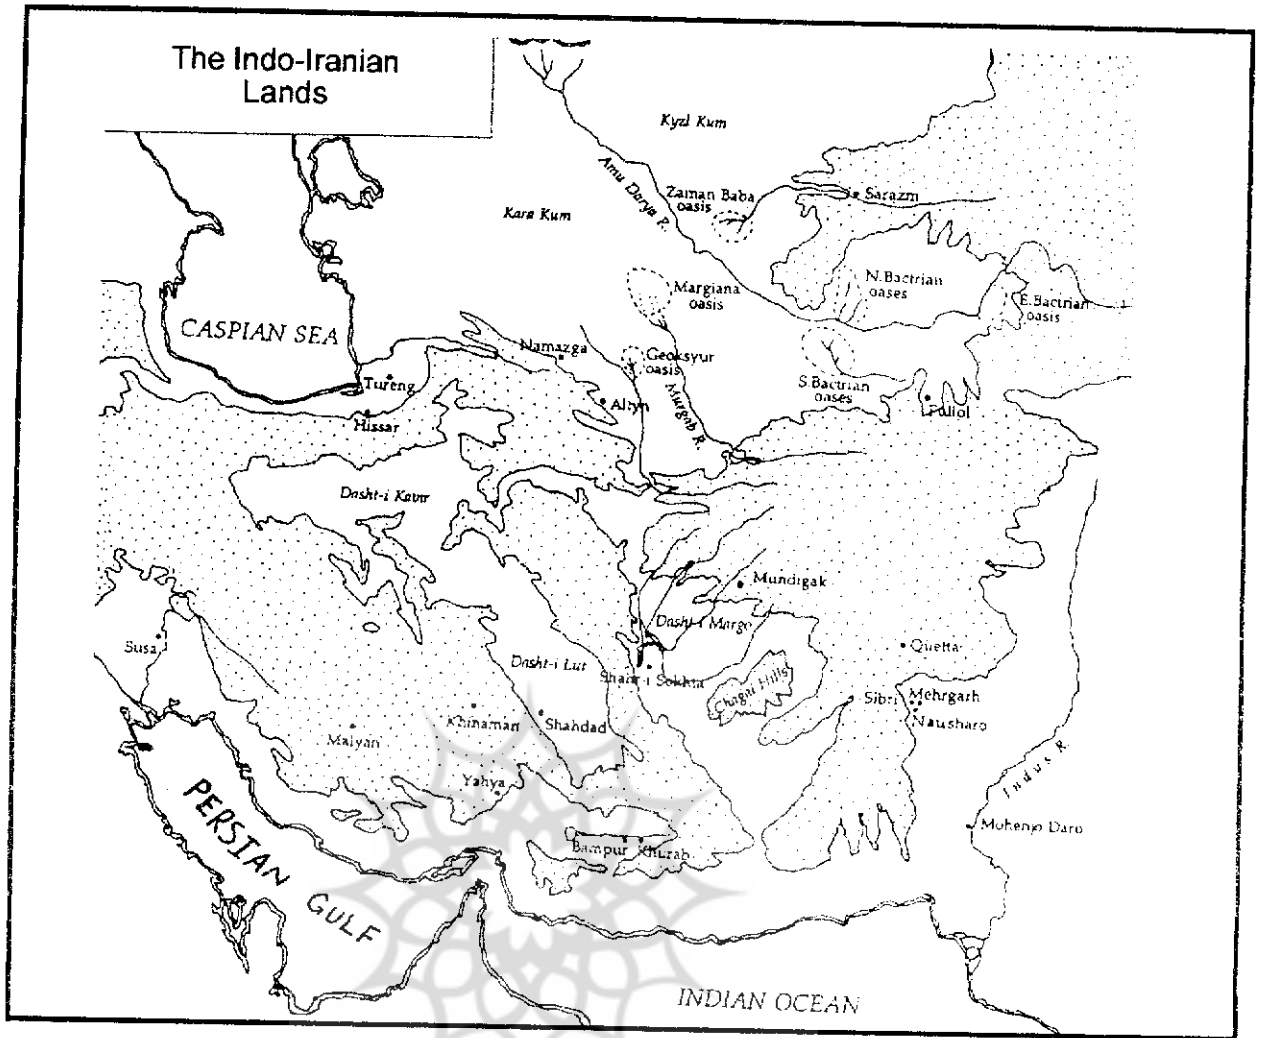 The Indo-Iranian
Lands
Kyzl Kum
Amu Darya R.
Zaman Baba
oasis
Sarazm
Kara Kum
N.Bactrian
oases
Margiana
oasis
E.Bactrian
oasis
CASPIAN SEA
Namazga
Geoksyur
oasis
Tureng
S.Bactrian
oases
Altyn
Murgab R.
Hissar
Dasht-i Kavir
Mundigak
Dasht-i Margo
Susa
Quetta
Dasht-i Lut
Shahr-i Sokhta
Chagai Hills
Sibri
Mehrgarh
Nausharo
Khinaman
Shahdad
Malyan
Indus R.
Yahya
PERSIAN
GULF
Mohenjo Daro
Bampur
Khurab
INDIAN OCEAN